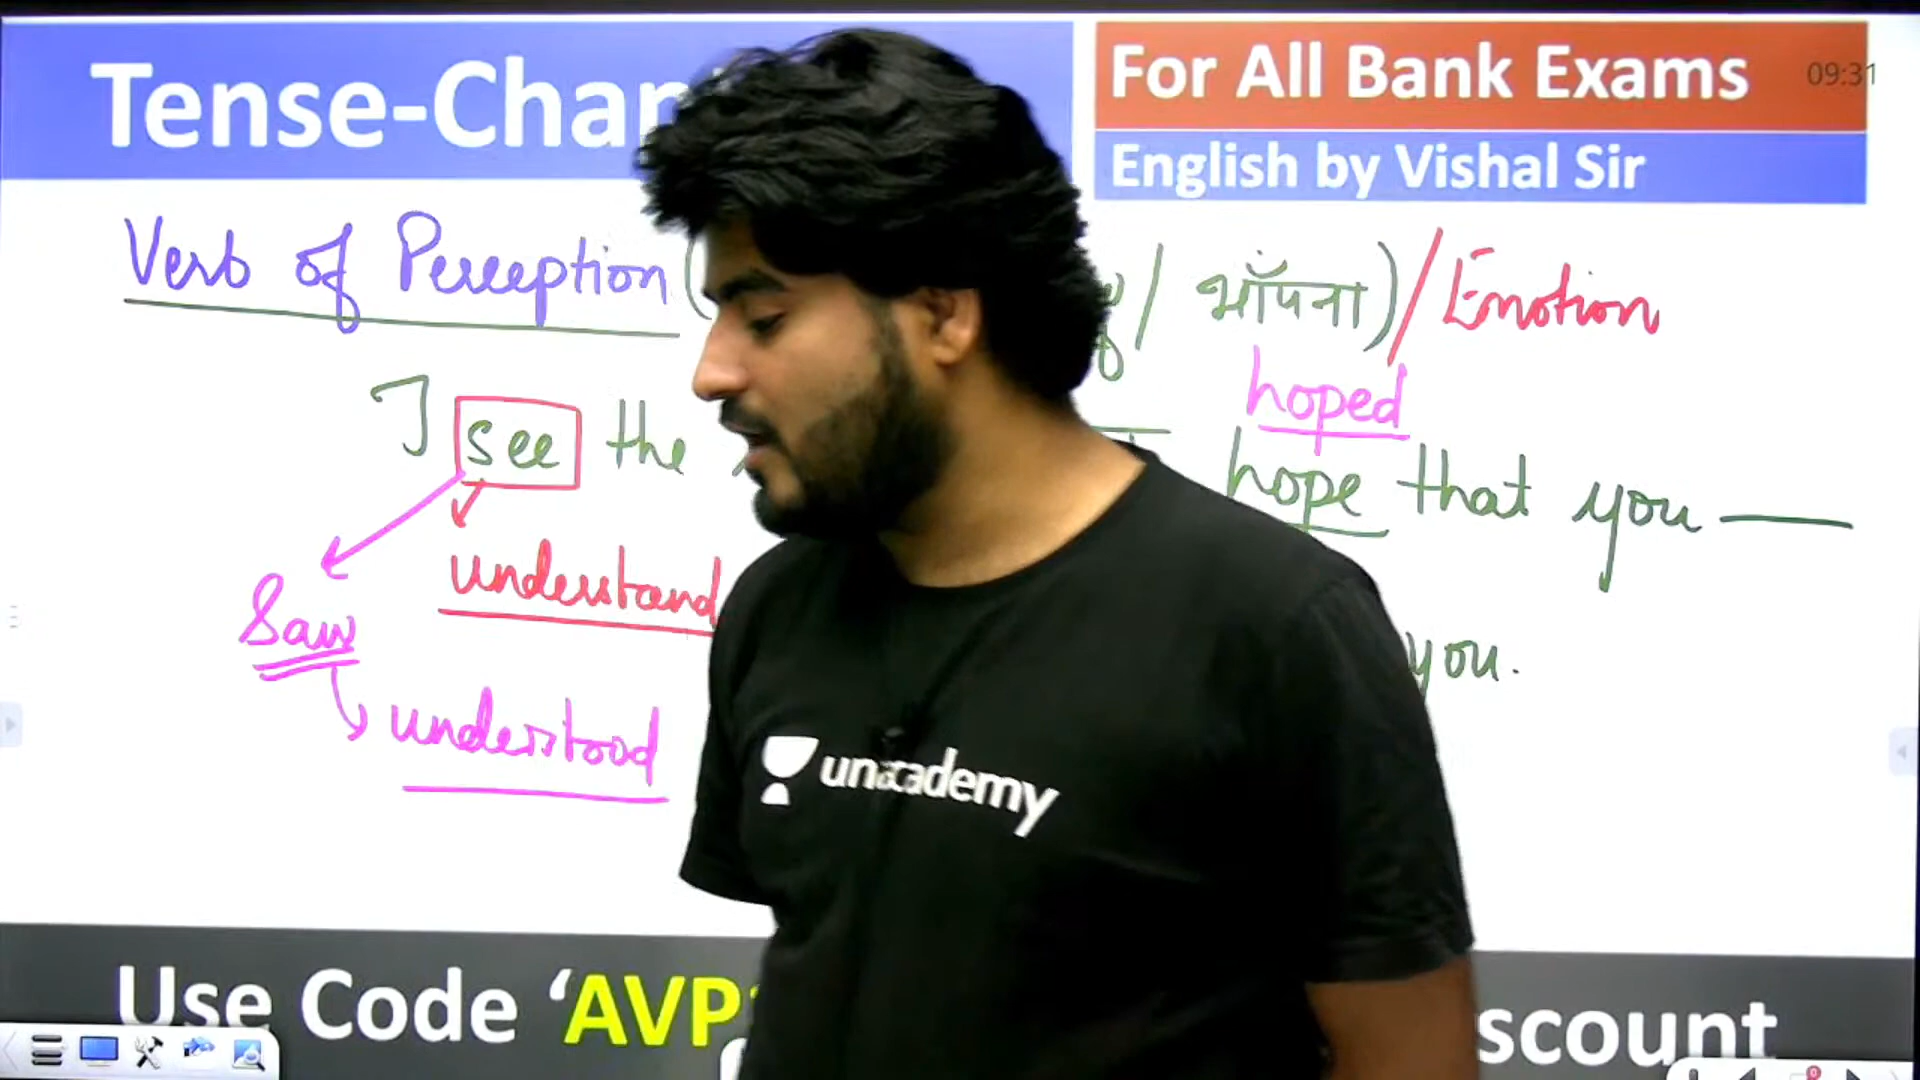 Tense-Chap
For All Bank Exams
09:31
English by Vishal Sir
Verb of Perception ( / भाँपना) / Emotion
hoped
I see the hope that you
understand
Saw
you.
understood
unacademy
Use Code ‘AVP scount